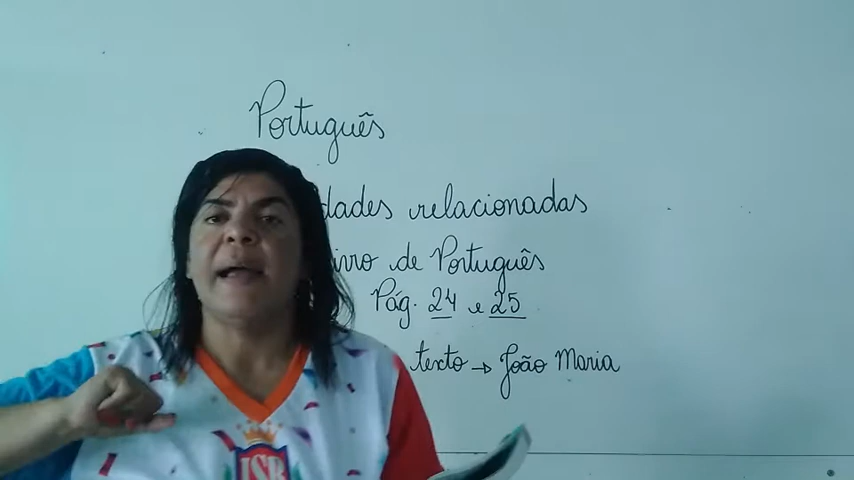 Português
dades relacionadas
ivro de Português
Pág. 24 e 25
texto → João Maria
ISB